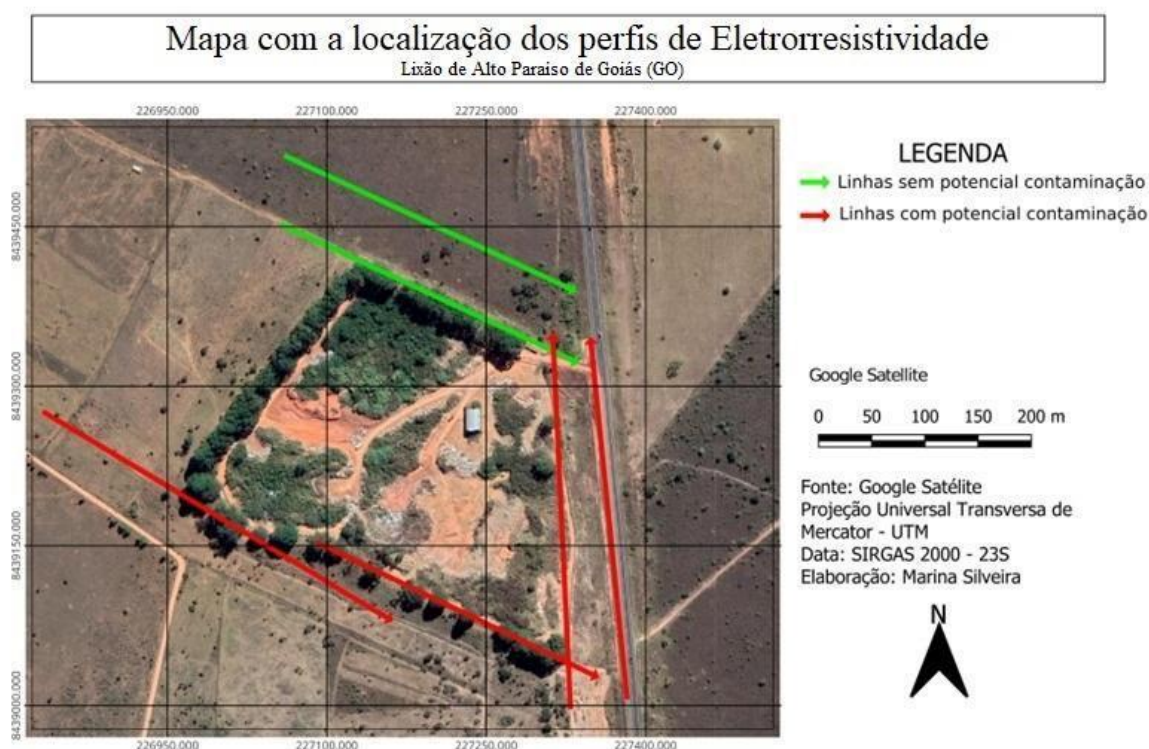 Mapa com a localização dos perfis de Eletrorresistividade
Lixão de Alto Paraiso de Goiás (GO)
226950.000 227100.000 227250.000 227400.000
8439450.000
8439300.000
8439150.000
8439000.000
226950.000 227100.000 227250.000 227400.000
LEGENDA
Linhas sem potencial contaminação
Linhas com potencial contaminação
Google Satellite
0 50 100 150 200 m
Fonte: Google Satélite
Projeção Universal Transversa de
Mercator - UTM
Data: SIRGAS 2000 - 23S
Elaboração: Marina Silveira
N